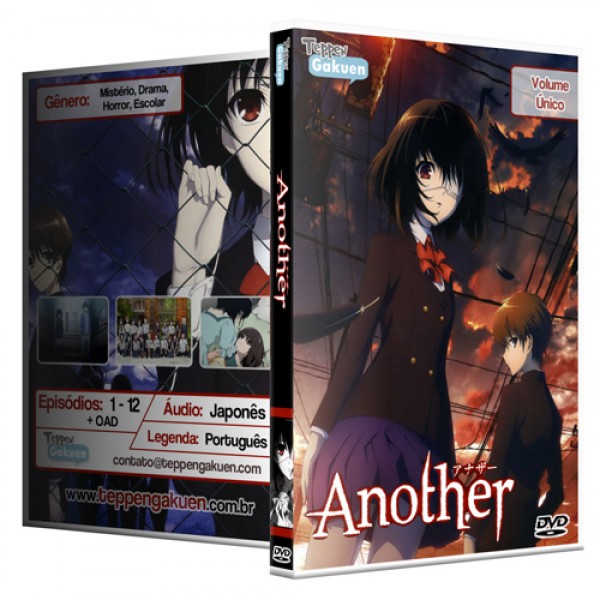 Gênero:
Mistério, Drama,
Horror, Escolar
Episódios: 1 - 12
+ OAD
Áudio: Japonês
Legenda: Português
Teppen
Gakuen
contato@teppengakuen.com
www.teppengakuen.com.br
Another
DVD
Teppen
Gakuen
Volume
Único
アナザー
Another
DVD